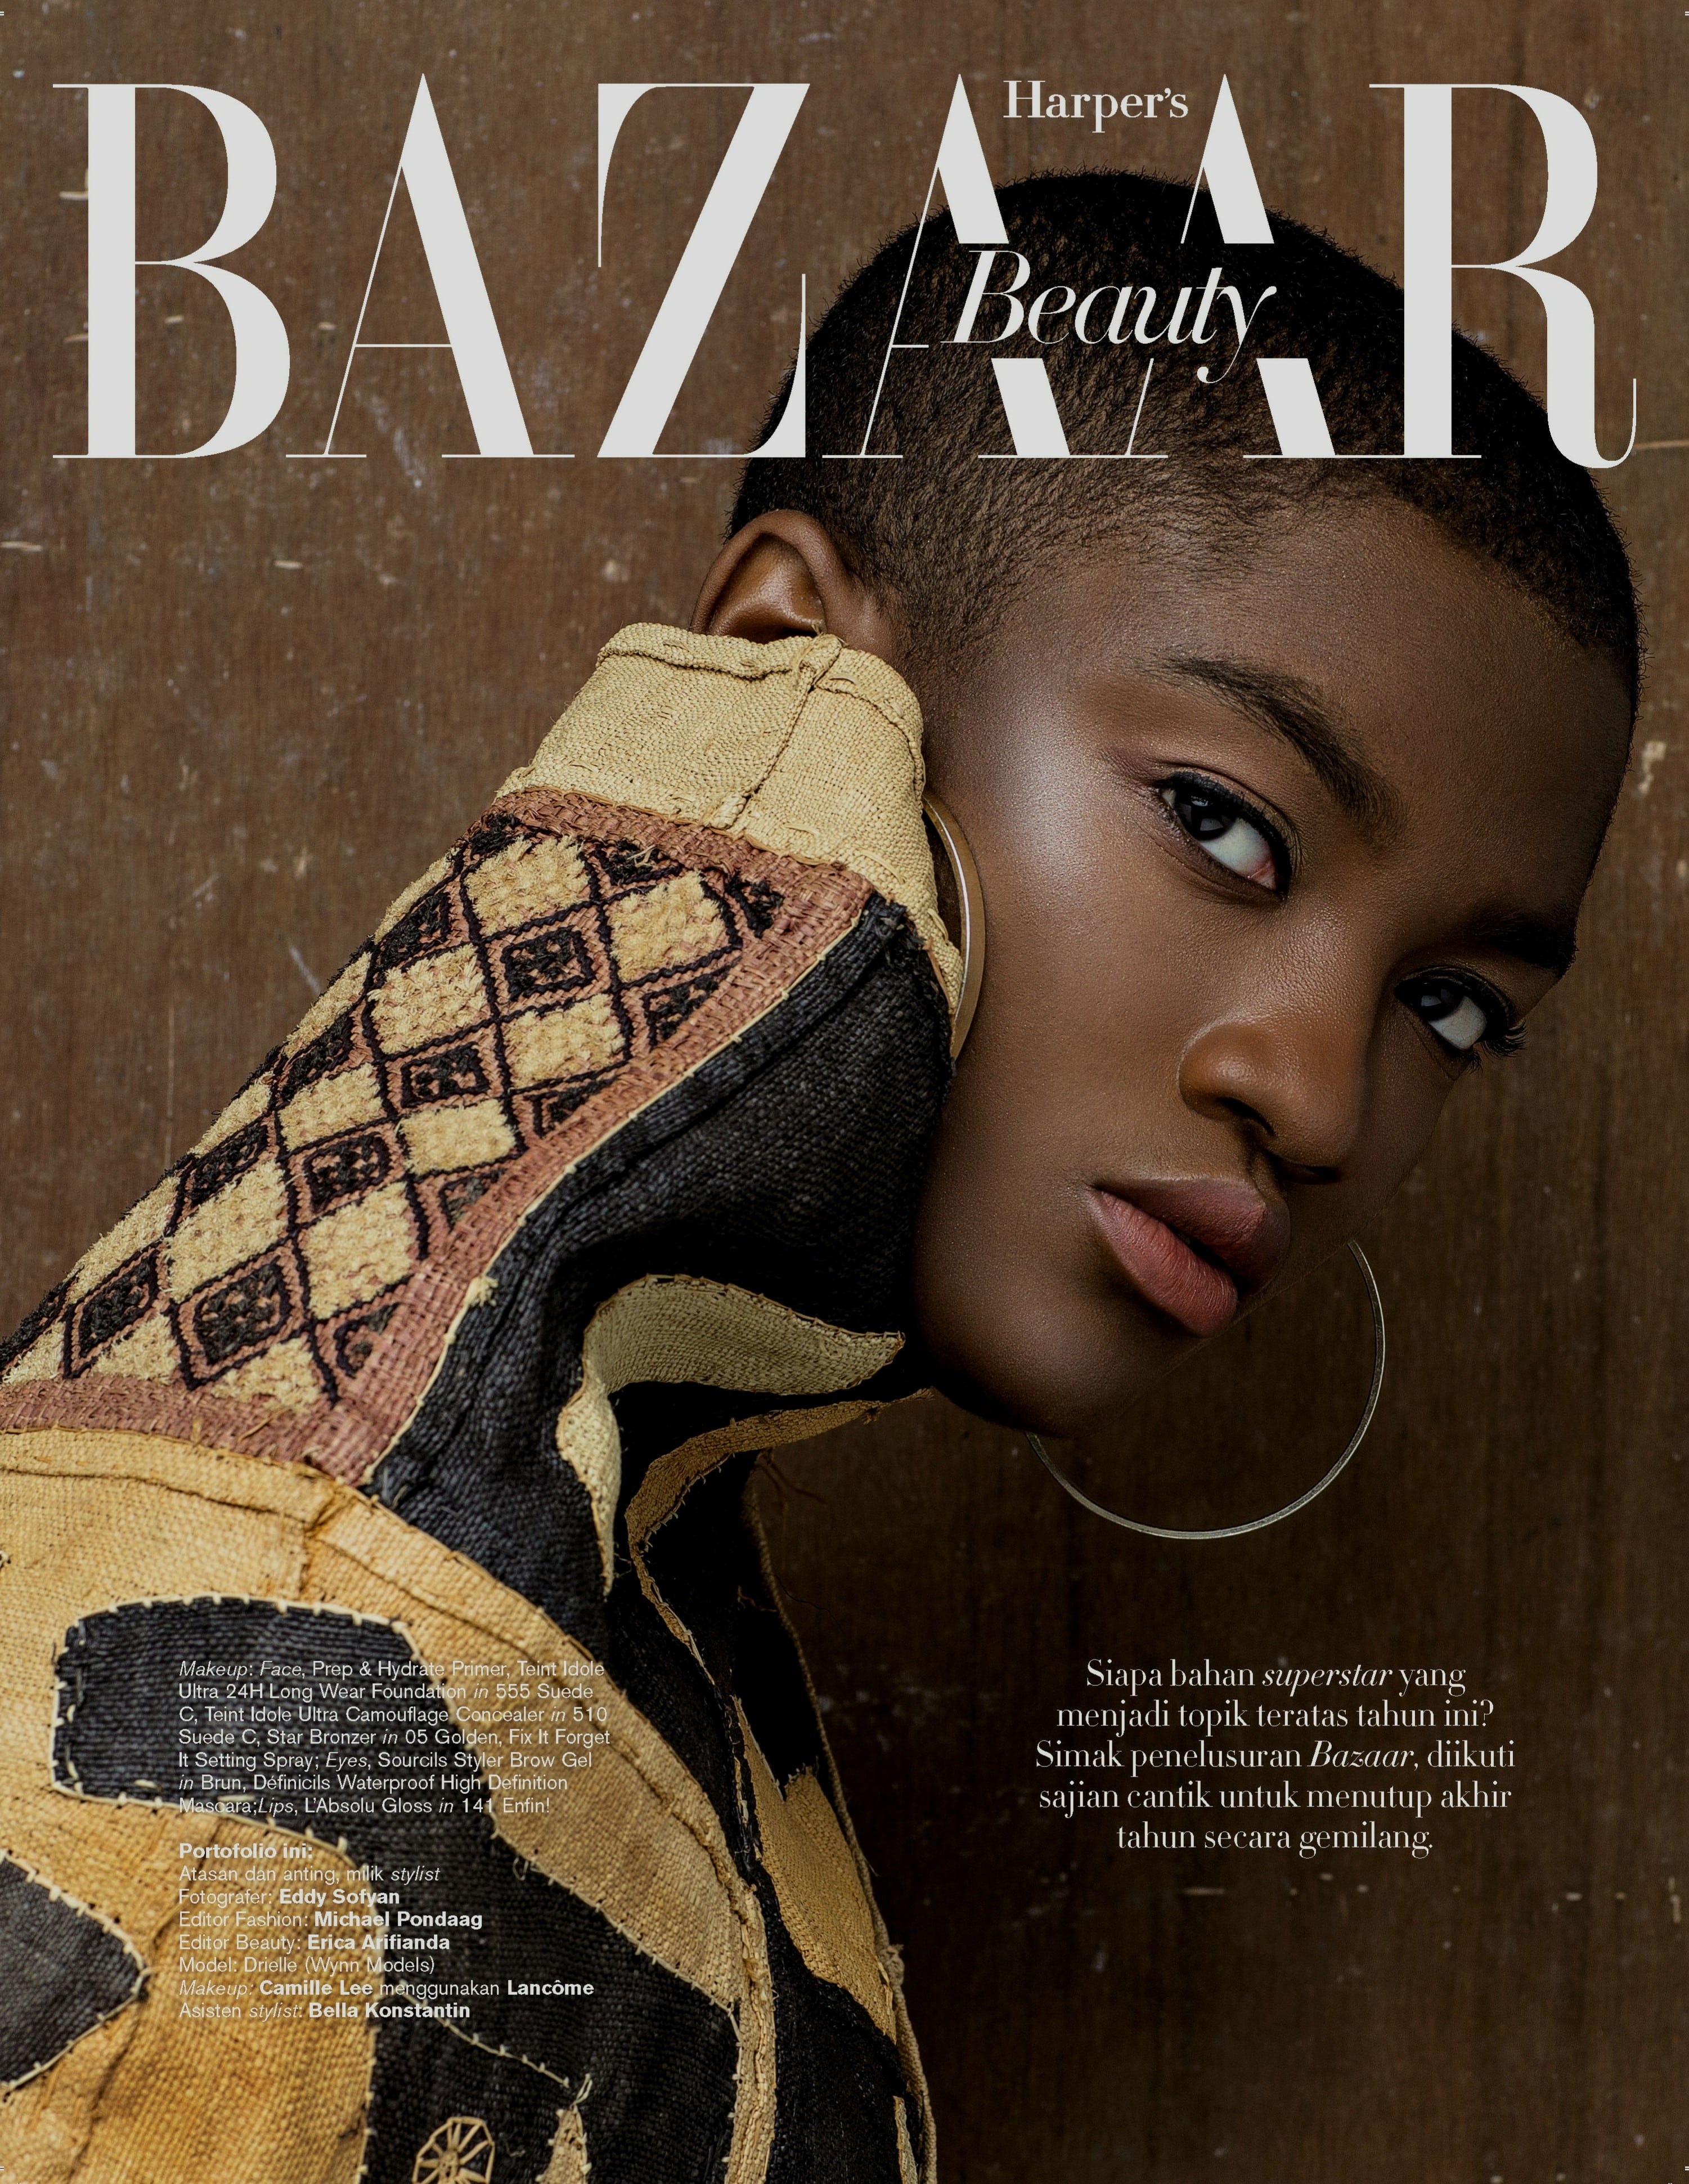 Harper's
BAZAAR
Beauty
Makeup: Face, Prep & Hydrate Primer, Teint Idole
Ultra 24H Long Wear Foundation in 555 Suede
C, Teint Idole Ultra Camouflage Concealer in 510
Suede C, Star Bronzer in 05 Golden, Fix It Forget
It Setting Spray; Eyes, Sourcils Styler Brow Gel
in Brun, Définicils Waterproof High Definition
Mascara;Lips, L'Absolu Gloss in 141 Enfin!
Portofolio ini:
Atasan dan anting, milik stylist
Fotografer: Eddy Sofyan
Editor Fashion: Michael Pondaag
Editor Beauty: Erica Arifianda
Model: Drielle (Wynn Models)
Makeup: Camille Lee menggunakan Lancôme
Asisten stylist: Bella Konstantin
Siapa bahan superstar yang
menjadi topik teratas tahun ini?
Simak penelusuran Bazaar, diikuti
sajian cantik untuk menutup akhir
tahun secara gemilang.